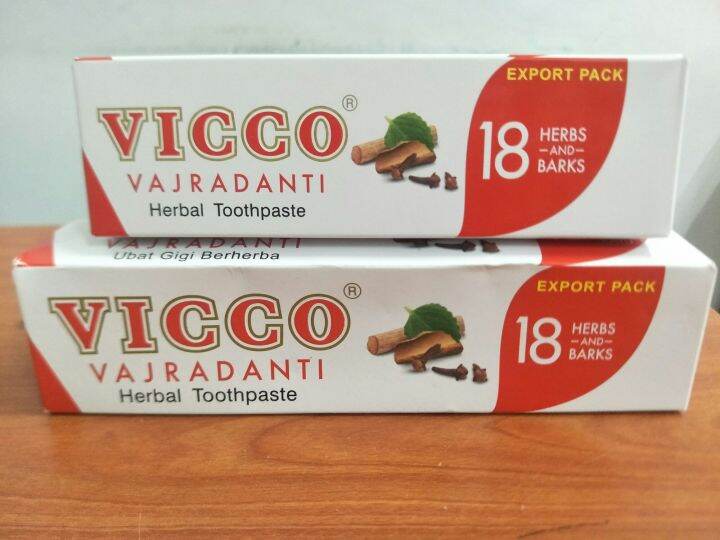 EXPORT PACK
VICCO®
VAJRADANTI
Herbal Toothpaste
18 HERBS
AND
BARKS
VAJRADANTI
Ubat Gigi Berherba
EXPORT PACK
VICCO®
VAJRADANTI
Herbal Toothpaste
18 HERBS
AND
BARKS